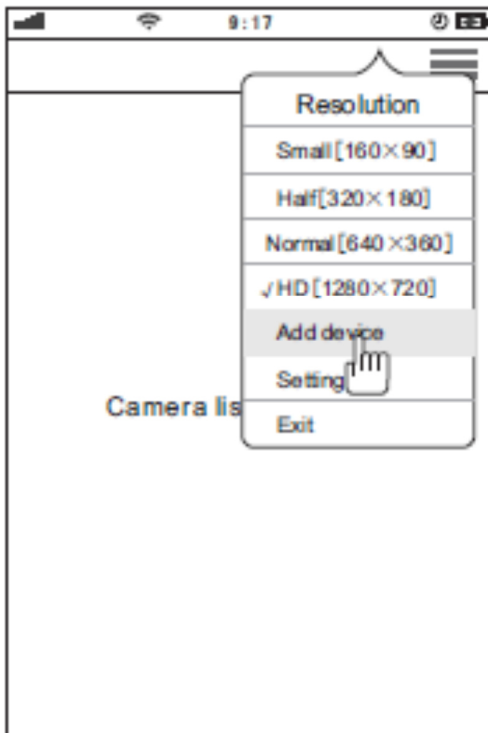 9:17
Resolution
Small[160×90]
Half[320×180]
Normal[640×360]
√HD[1280×720]
Add device
Setting
Camera lis
Exit